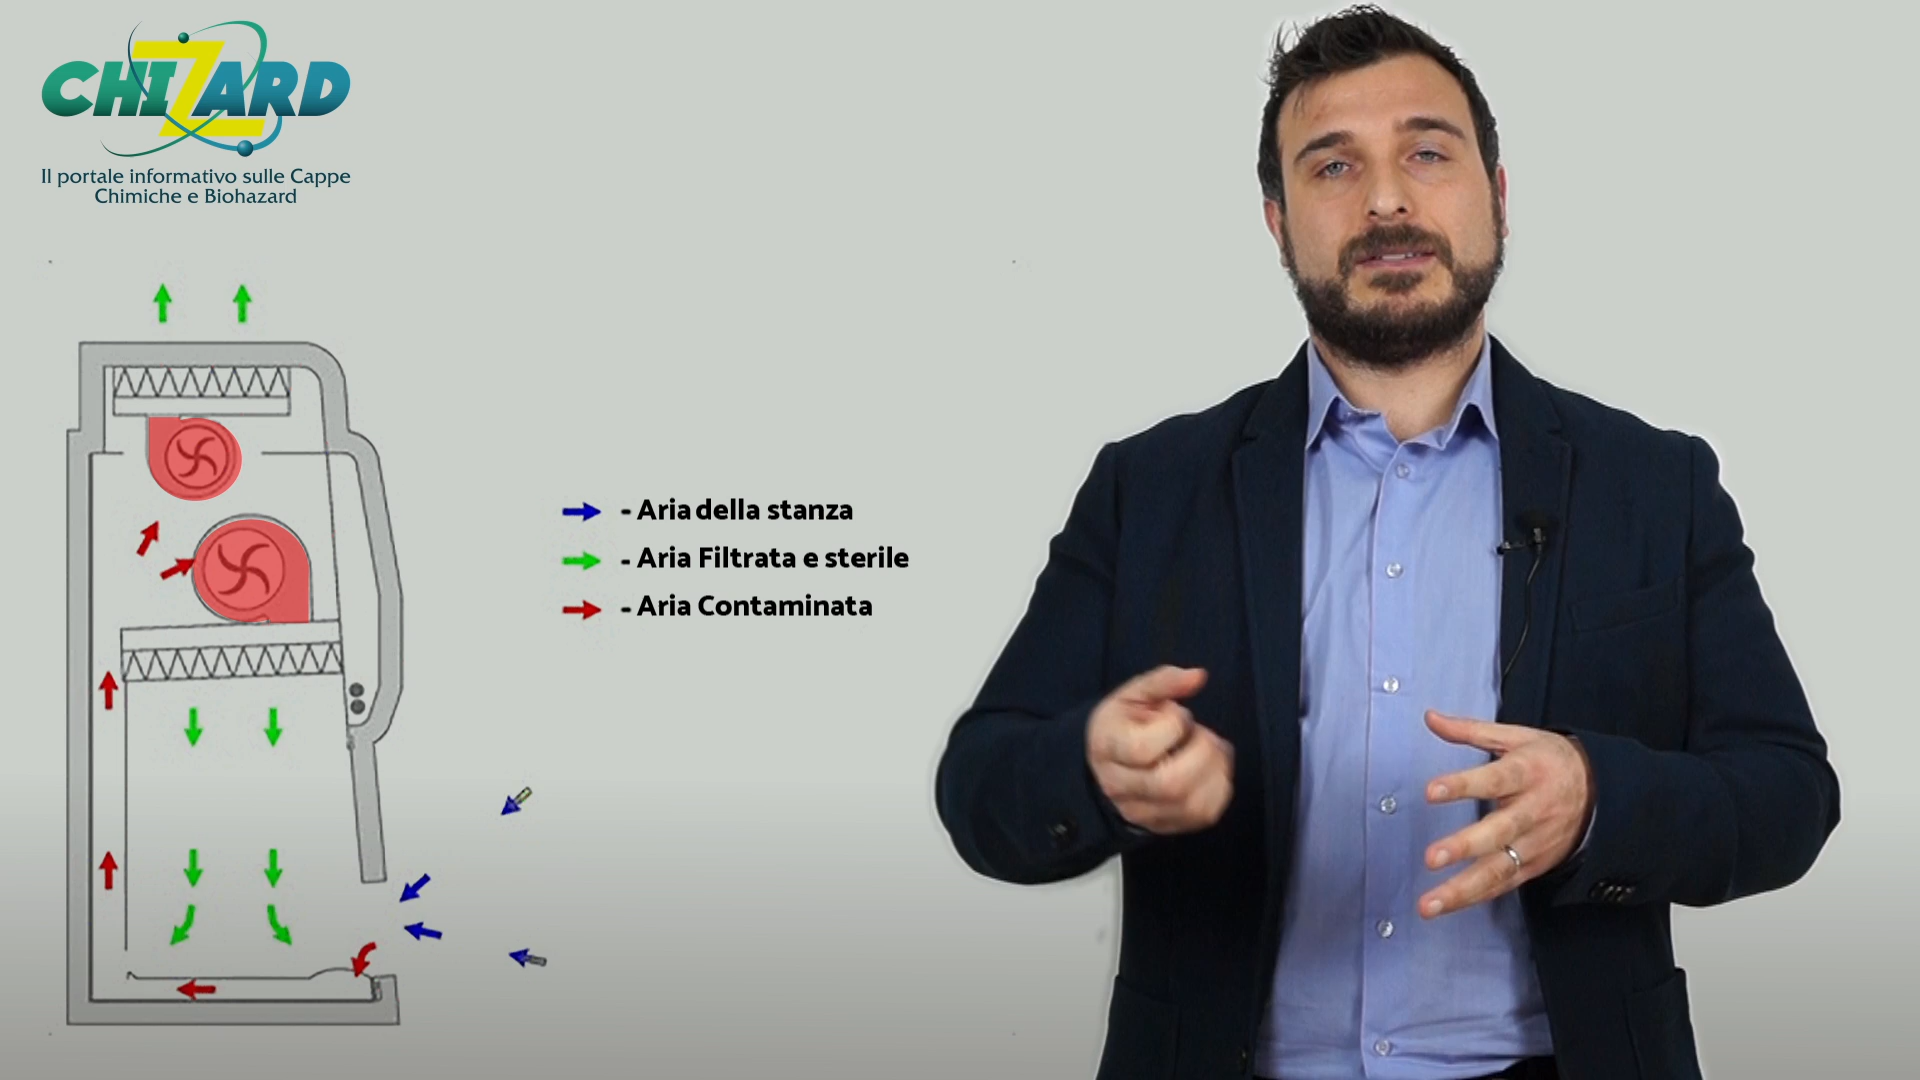 CHIZARD
Il portale informativo sulle Cappe
Chimiche e Biohazard
- Aria della stanza
- Aria Filtrata e sterile
- Aria Contaminata